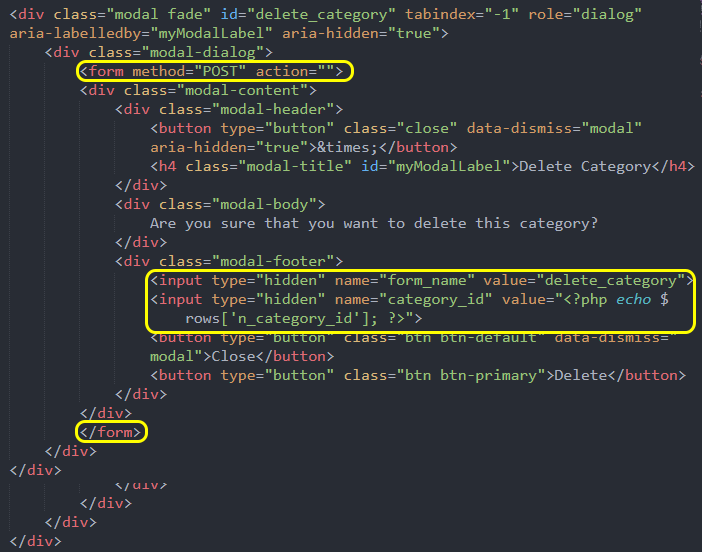 <div class="modal fade" id="delete_category" tabindex="-1" role="dialog"
aria-labelledby="myModalLabel" aria-hidden="true">
<div class="modal-dialog">
<form method="POST" action="">
<div class="modal-content">
<div class="modal-header">
<button type="button" class="close" data-dismiss="modal"
aria-hidden="true">&times;</button>
<h4 class="modal-title" id="myModalLabel">Delete Category</h4>
</div>
<div class="modal-body">
Are you sure that you want to delete this category?
</div>
<div class="modal-footer">
<input type="hidden" name="form_name" value="delete_category">
<input type="hidden" name="category_id" value="<?php echo $
rows['n_category_id']; ?>">
<button type="button" class="btn btn-default" data-dismiss="
modal">Close</button>
<button type="button" class="btn btn-primary">Delete</button>
</div>
</div>
</form>
</div>
</div>
</div>
</div>
</div>
</div>